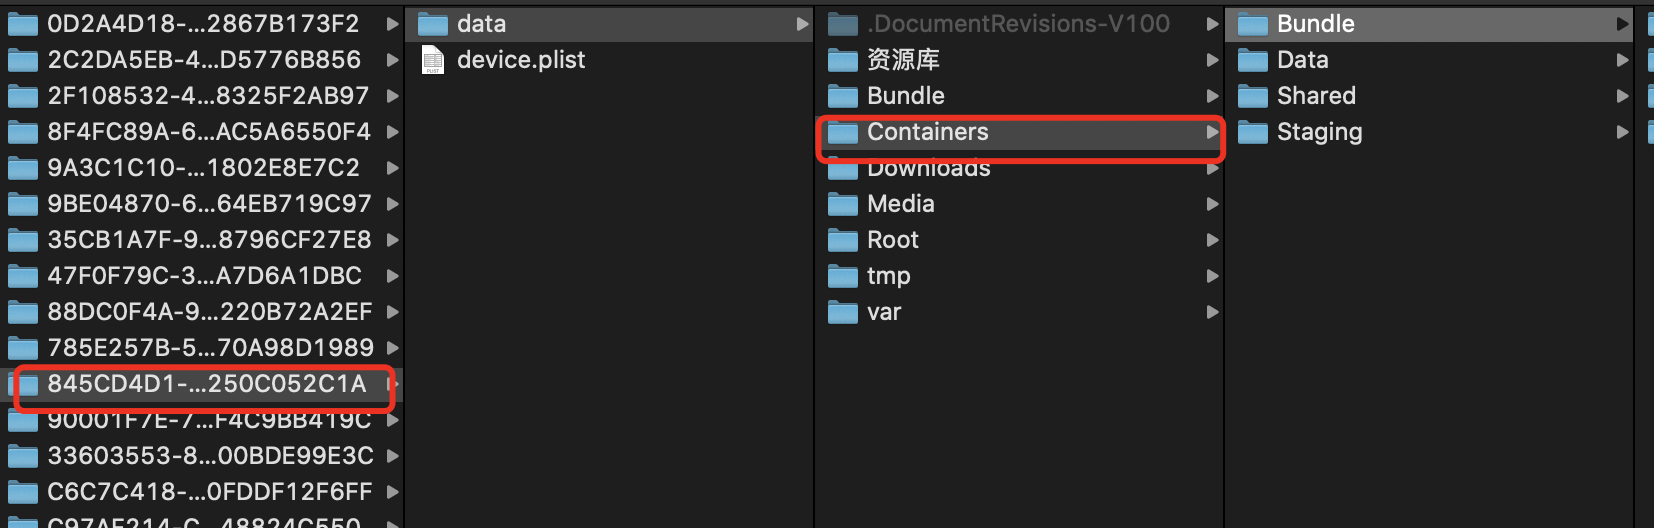 0D2A4D18-...2867B173F2
2C2DA5EB-4...D5776B856
2F108532-4...8325F2AB97
8F4FC89A-6...AC5A6550F4
9A3C1C10-...1802E8E7C2
9BE04870-6...64EB719C97
35CB1A7F-9...8796CF27E8
47F0F79C-3...A7D6A1DBC
88DC0F4A-9...220B72A2EF
785E257B-5...70A98D1989
845CD4D1-...250C052C1A
90001F7E-7...F4C9BB419C
33603553-8...00BDE99E3C
C6C7C418-...0FDDF12F6FF
C97AF214-C...48824C550
data
device.plist
.DocumentRevisions-V100
资源库
Bundle
Containers
Downloads
Media
Root
tmp
var
Bundle
Data
Shared
Staging